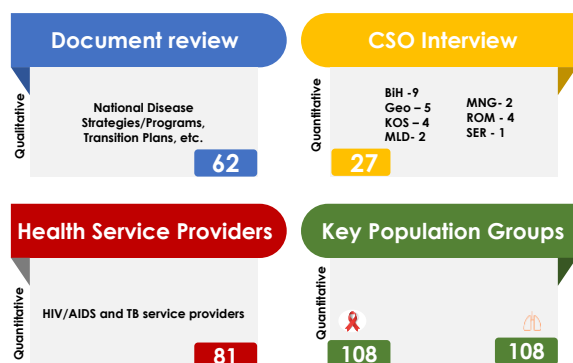 Document review
Qualitative
National Disease
Strategies/Programs,
Transition Plans, etc.
62
CSO Interview
Quantitative
BiH -9
Geo – 5
KOS – 4
MLD- 2
MNG- 2
ROM - 4
SER - 1
27
Health Service Providers
Quantitative
HIV/AIDS and TB service providers
81
Key Population Groups
Quantitative
108
108